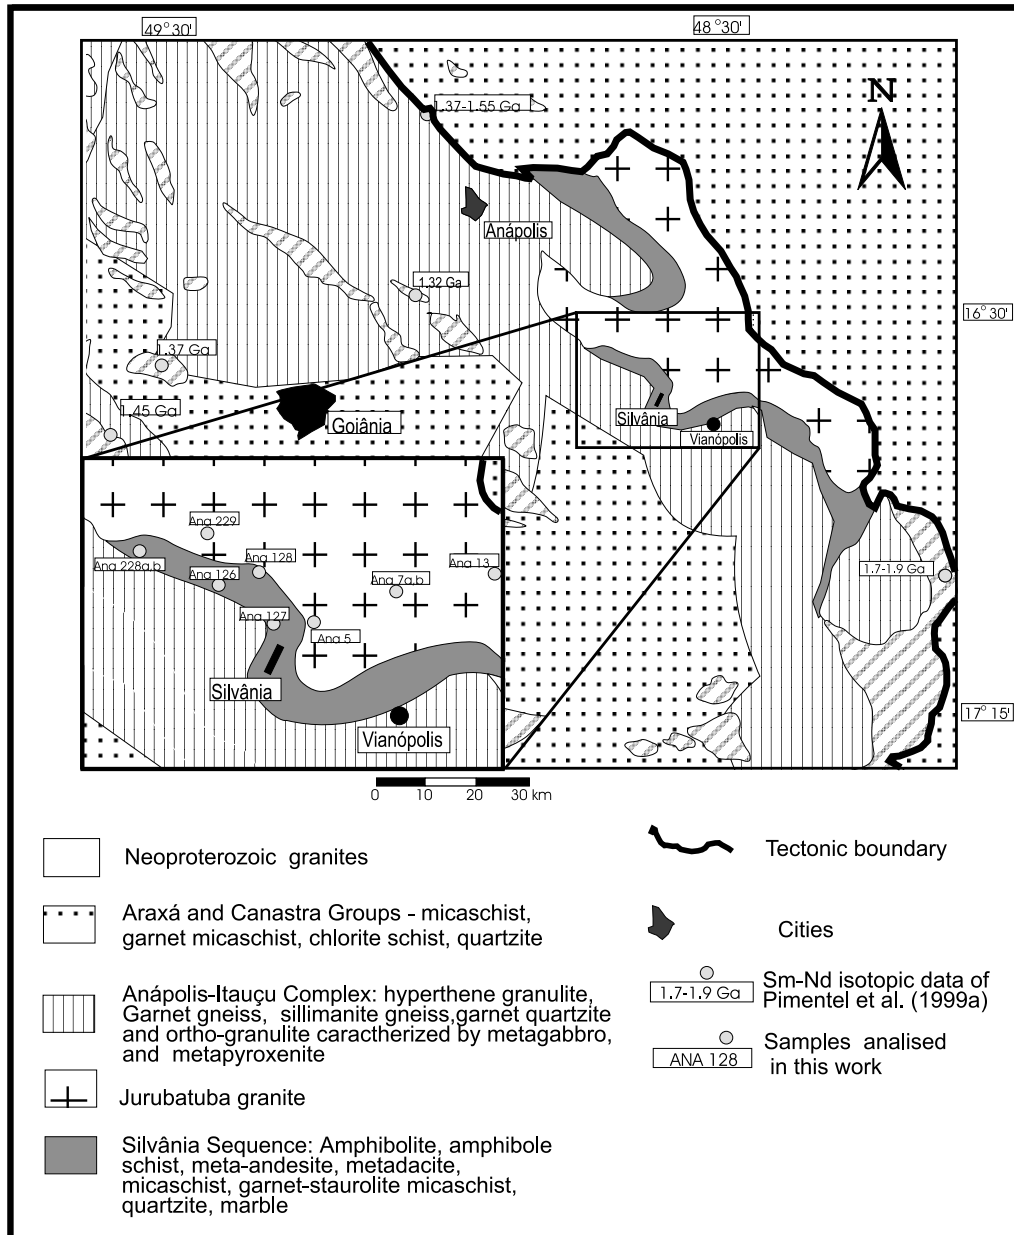 49°30'
48°30'
N
1.37-1.55 Ga
Anápolis
1.32 Ga
16°30'
1.37 Ga
1.45 Ga
Goiânia
Silvânia
Vianópolis
Ana 229
Ana 228a,b
Ana 128
Ana 126
Ana 13
Ana 7a,b
Ana 127
Ana 5
1.7-1.9 Ga
Silvânia
Vianópolis
17°15'
0 10 20 30 km
Neoproterozoic granites
Araxá and Canastra Groups - micaschist,
garnet micaschist, chlorite schist, quartzite
Anápolis-Itauçu Complex: hyperthene granulite,
Garnet gneiss, sillimanite gneiss,garnet quartzite
and ortho-granulite caractherized by metagabbro,
and metapyroxenite
Jurubatuba granite
Silvânia Sequence: Amphibolite, amphibole
schist, meta-andesite, metadacite,
micaschist, garnet-staurolite micaschist,
quartzite, marble
Tectonic boundary
Cities
1.7-1.9 Ga
Sm-Nd isotopic data of
Pimentel et al. (1999a)
ANA 128
Samples analised
in this work